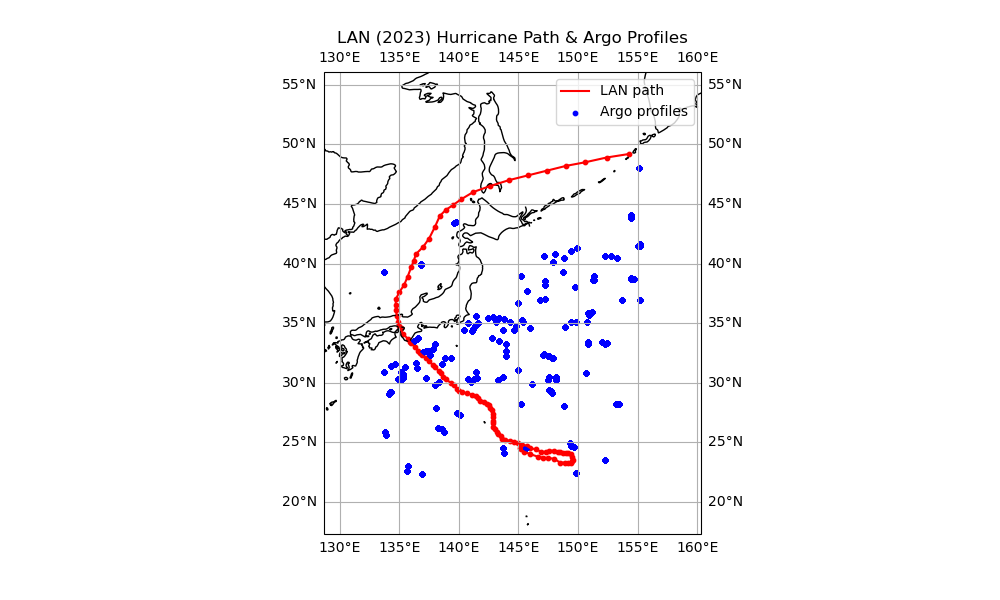 LAN (2023) Hurricane Path & Argo Profiles
130°E 135°E 140°E 145°E 150°E 155°E 160°E
LAN path
Argo profiles
55°N 55°N
50°N 50°N
45°N 45°N
40°N 40°N
35°N 35°N
30°N 30°N
25°N 25°N
20°N 20°N
130°E 135°E 140°E 145°E 150°E 155°E 160°E